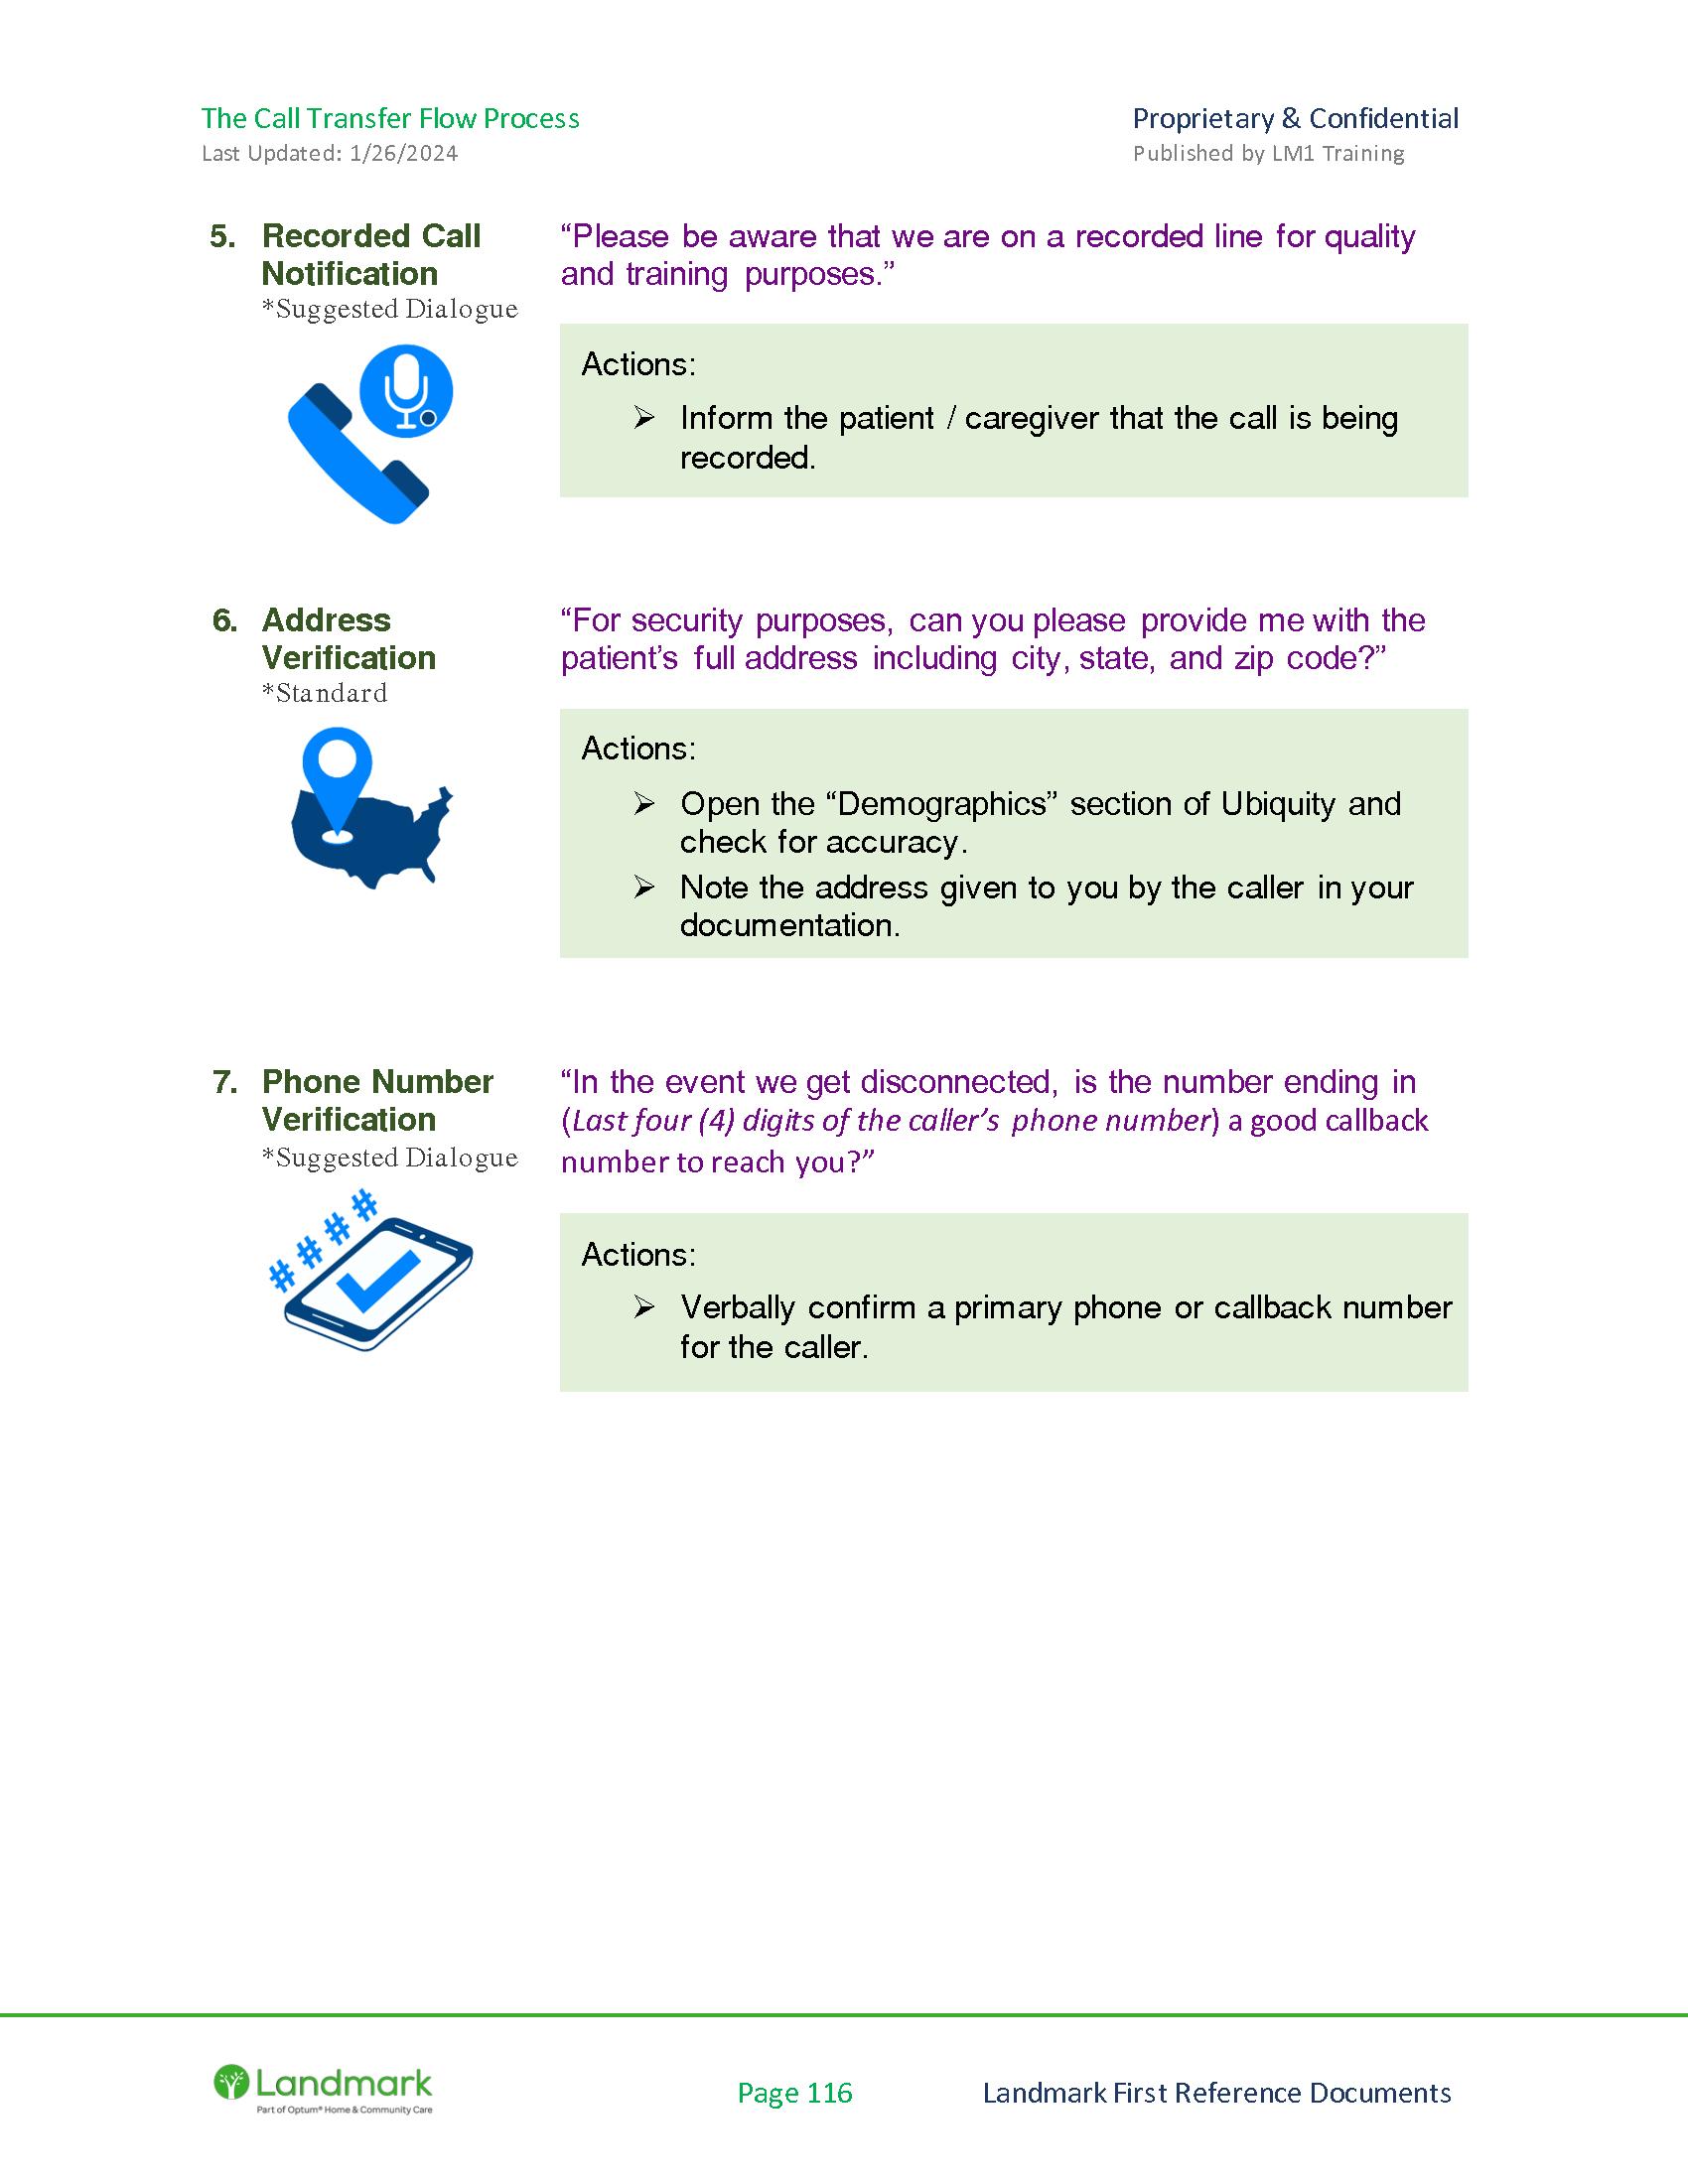 The Call Transfer Flow Process
Proprietary & Confidential
Last Updated: 1/26/2024
Published by LM1 Training
5. Recorded Call
Notification
*Suggested Dialogue
“Please be aware that we are on a recorded line for quality
and training purposes.”
Actions:
➢ Inform the patient / caregiver that the call is being
recorded.
6. Address
Verification
*Standard
“For security purposes, can you please provide me with the
patient’s full address including city, state, and zip code?”
Actions:
➢ Open the “Demographics” section of Ubiquity and
check for accuracy.
➢ Note the address given to you by the caller in your
documentation.
7. Phone Number
Verification
*Suggested Dialogue
“In the event we get disconnected, is the number ending in
(Last four (4) digits of the caller’s phone number) a good callback
number to reach you?”
# # # #
Actions:
➢ Verbally confirm a primary phone or callback number
for the caller.
Landmark
Part of Optum® Home & Community Care
Page 116
Landmark First Reference Documents